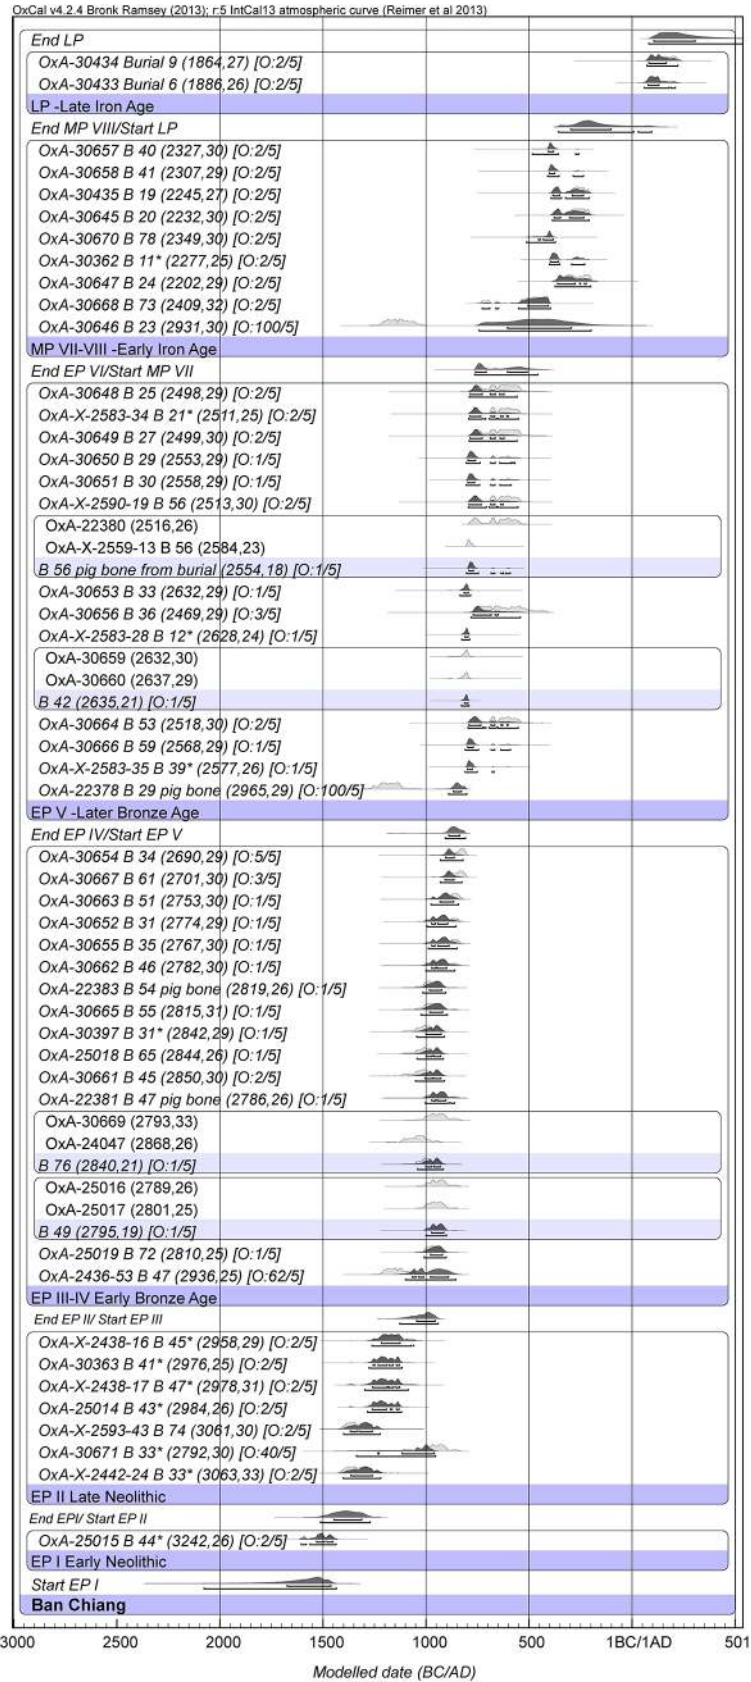 OxCal v4.2.4 Bronk Ramsey (2013); r:5 IntCal13 atmospheric curve (Reimer et al 2013)
End LP
OxA-30434 Burial 9 (1864,27) [O:2/5]
OxA-30433 Burial 6 (1886,26) [O:2/5]
LP -Late Iron Age
End MP VIII/Start LP
OxA-30657 B 40 (2327,30) [O:2/5]
OxA-30658 B 41 (2307,29) [O:2/5]
OxA-30435 B 19 (2245,27) [O:2/5]
OxA-30645 B 20 (2232,30) [O:2/5]
OxA-30670 B 78 (2349,30) [O:2/5]
OxA-30362 B 11* (2277,25) [O:2/5]
OxA-30647 B 24 (2202,29) [O:2/5]
OxA-30668 B 73 (2409,32) [O:2/5]
OxA-30646 B 23 (2931,30) [O:100/5]
MP VII-VIII -Early Iron Age
End EP VI/Start MP VII
OxA-30648 B 25 (2498,29) [O:2/5]
OxA-X-2583-34 B 21* (2511,25) [O:2/5]
OxA-30649 B 27 (2499,30) [O:2/5]
OxA-30650 B 29 (2553,29) [O:1/5]
OxA-30651 B 30 (2558,29) [O:1/5]
OxA-X-2590-19 B 56 (2513,30) [O:2/5]
OxA-22380 (2516,26)
OxA-X-2559-13 B 56 (2584,23)
B 56 pig bone from burial (2554,18) [O:1/5]
OxA-30653 B 33 (2632,29) [O:1/5]
OxA-30656 B 36 (2469,29) [O:3/5]
OxA-X-2583-28 B 12* (2628,24) [O:1/5]
OxA-30659 (2632,30)
OxA-30660 (2637,29)
B 42 (2635,21) [O:1/5]
OxA-30664 B 53 (2518,30) [O:2/5]
OxA-30666 B 59 (2568,29) [O:1/5]
OxA-X-2583-35 B 39* (2577,26) [O:1/5]
OxA-22378 B 29 pig bone (2965,29) [O:100/5]
EP V -Later Bronze Age
End EP IV/Start EP V
OxA-30654 B 34 (2690,29) [O:5/5]
OxA-30667 B 61 (2701,30) [O:3/5]
OxA-30663 B 51 (2753,30) [O:1/5]
OxA-30652 B 31 (2774,29) [O:1/5]
OxA-30655 B 35 (2767,30) [O:1/5]
OxA-30662 B 46 (2782,30) [O:1/5]
OxA-22383 B 54 pig bone (2819,26) [O:1/5]
OxA-30665 B 55 (2815,31) [O:1/5]
OxA-30397 B 31* (2842,29) [O:1/5]
OxA-25018 B 65 (2844,26) [O:1/5]
OxA-30661 B 45 (2850,30) [O:2/5]
OxA-22381 B 47 pig bone (2786,26) [O:1/5]
OxA-30669 (2793,33)
OxA-24047 (2868,26)
B 76 (2840,21) [O:1/5]
OxA-25016 (2789,26)
OxA-25017 (2801,25)
B 49 (2795,19) [O:1/5]
OxA-25019 B 72 (2810,25) [O:1/5]
OxA-2436-53 B 47 (2936,25) [O:62/5]
EP III-IV Early Bronze Age
End EP II/ Start EP III
OxA-X-2438-16 B 45* (2958,29) [O:2/5]
OxA-30363 B 41* (2976,25) [O:2/5]
OxA-X-2438-17 B 47* (2978,31) [O:2/5]
OxA-25014 B 43* (2984,26) [O:2/5]
OxA-X-2593-43 B 74 (3061,30) [O:2/5]
OxA-30671 B 33* (2792,30) [O:40/5]
OxA-X-2442-24 B 33* (3063,33) [O:2/5]
EP II Late Neolithic
End EPI/ Start EP II
OxA-25015 B 44* (3242,26) [O:2/5]
EP I Early Neolithic
Start EP I
Ban Chiang
3000 2500 2000 1500 1000 500 1BC/1AD 501
Modelled date (BC/AD)